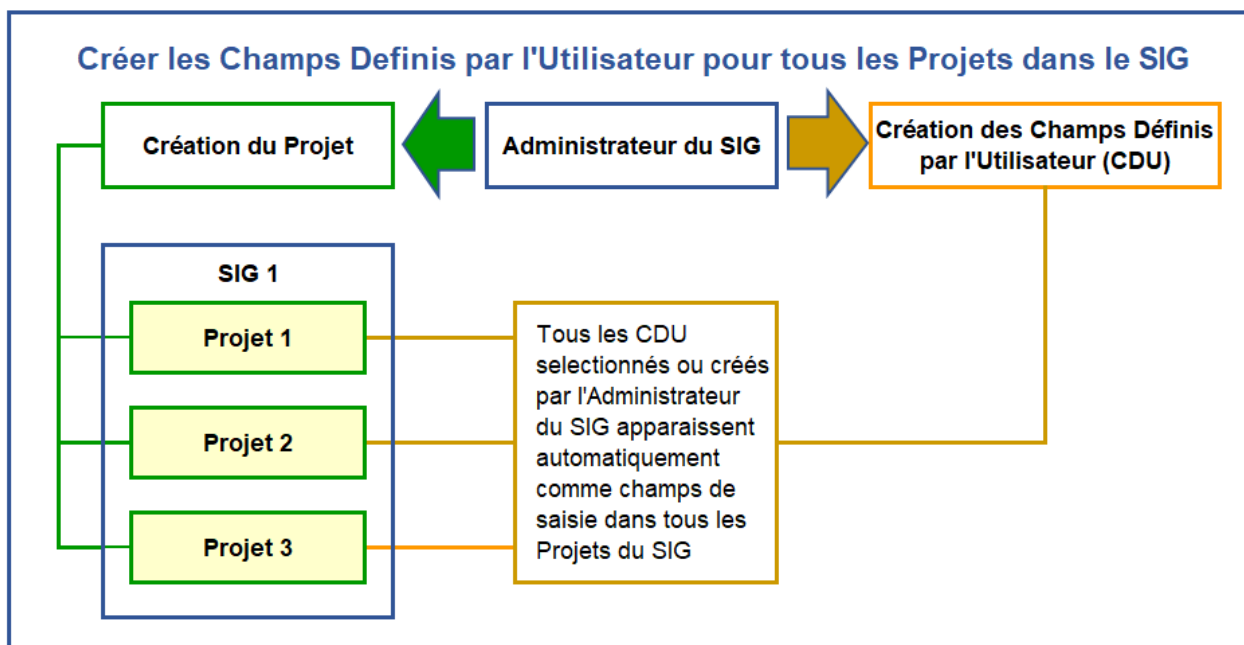 Créer les Champs Definis par l'Utilisateur pour tous les Projets dans le SIG
Création du Projet
Administrateur du SIG
Création des Champs Définis
par l'Utilisateur (CDU)
SIG 1
Projet 1
Projet 2
Projet 3
Tous les CDU
selectionnés ou créés
par l'Administrateur
du SIG apparaissent
automatiquement
comme champs de
saisie dans tous les
Projets du SIG